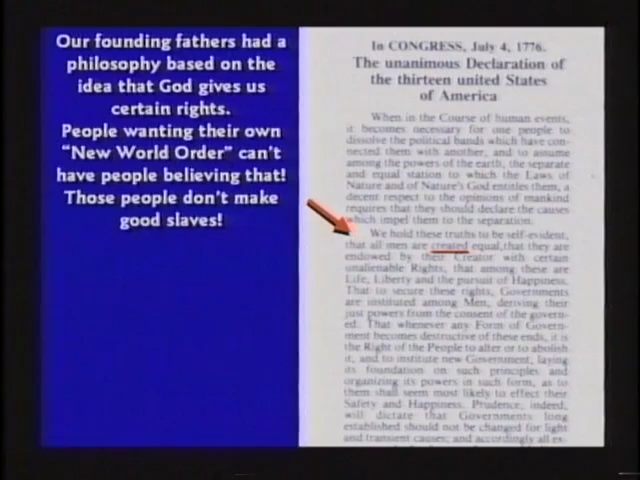 Our founding fathers had a
philosophy based on the
idea that God gives us
certain rights.
People wanting their own
“New World Order” can’t
have people believing that!
Those people don’t make
good slaves!
In CONGRESS, July 4, 1776.
The unanimous Declaration of
the thirteen united States
of America
When in the Course of human events,
it becomes necessary for one people to
dissolve the political bands which have con-
nected them with another, and to assume
among the powers of the earth, the separate
and equal station to which the Laws of
Nature and of Nature's God entitles them, a
decent respect to the opinions of mankind
requires that they should declare the causes
which impel them to the separation.
We hold these truths to be self-evident,
that all men are created equal, that they are
endowed by their Creator with certain
unalienable Rights, that among these are
Life, Liberty and the pursuit of Happiness.
That to secure these rights, Governments
are instituted among Men, deriving their
just powers from the consent of the govern-
ed. That whenever any Form of Govern-
ment becomes destructive of these ends, it is
the Right of the People to alter or to abolish
it, and to institute new Government, laying
its foundation on such principles and
organizing its powers in such form, as to
them shall seem most likely to effect their
Safety and Happiness. Prudence, indeed,
will dictate that Governments long
established should not be changed for light
and transient causes; and accordingly all ex-